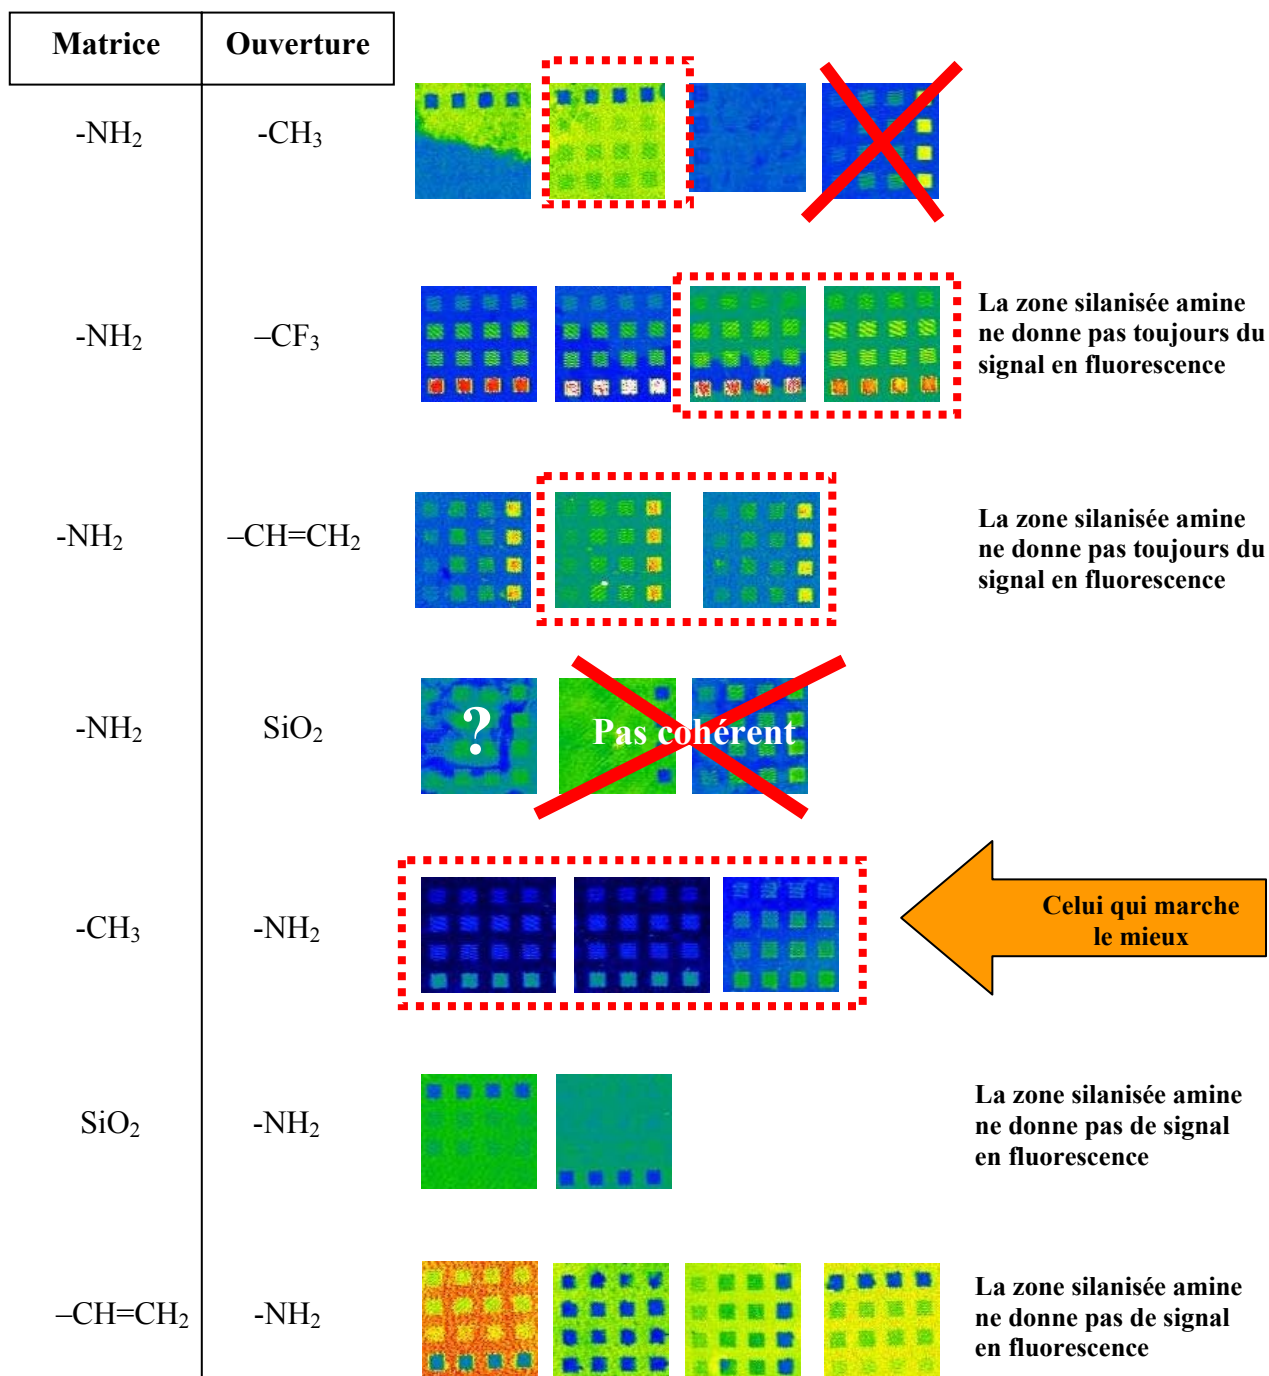 Matrice Ouverture
-NH₂ -CH₃
-NH₂ –CF₃
La zone silanisée amine
ne donne pas toujours du
signal en fluorescence
-NH₂ –CH=CH₂
La zone silanisée amine
ne donne pas toujours du
signal en fluorescence
-NH₂ SiO₂
?
Pas cohérent
-CH₃ -NH₂
Celui qui marche
le mieux
SiO₂ -NH₂
La zone silanisée amine
ne donne pas de signal
en fluorescence
–CH=CH₂ -NH₂
La zone silanisée amine
ne donne pas de signal
en fluorescence